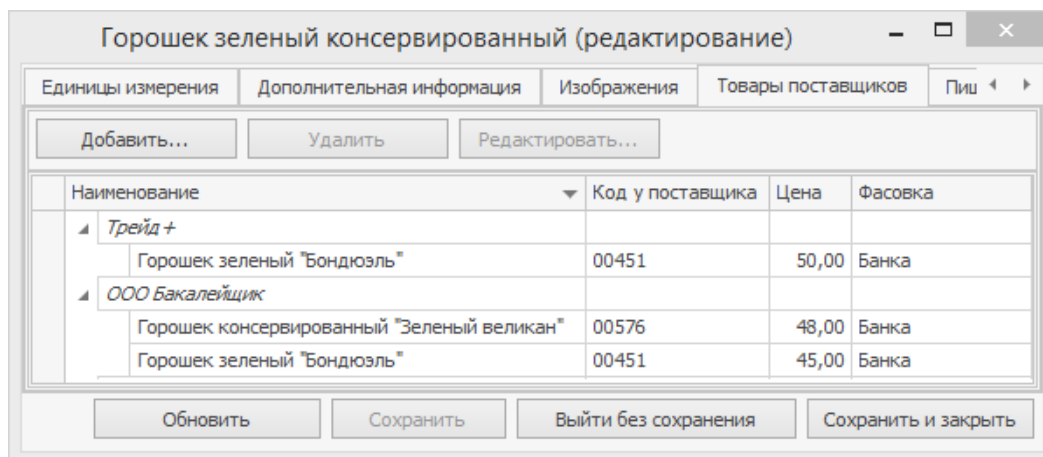 Горошек зеленый консервированный (редактирование)
Единицы измерения Дополнительная информация Изображения Товары поставщиков Пищ
Добавить... Удалить Редактировать...
Наименование Код у поставщика Цена Фасовка
Трейд+
Горошек зеленый "Бондюэль" 00451 50,00 Банка
ООО Бакалейщик
Горошек консервированный "Зеленый великан" 00576 48,00 Банка
Горошек зеленый "Бондюэль" 00451 45,00 Банка
Обновить Сохранить Выйти без сохранения Сохранить и закрыть